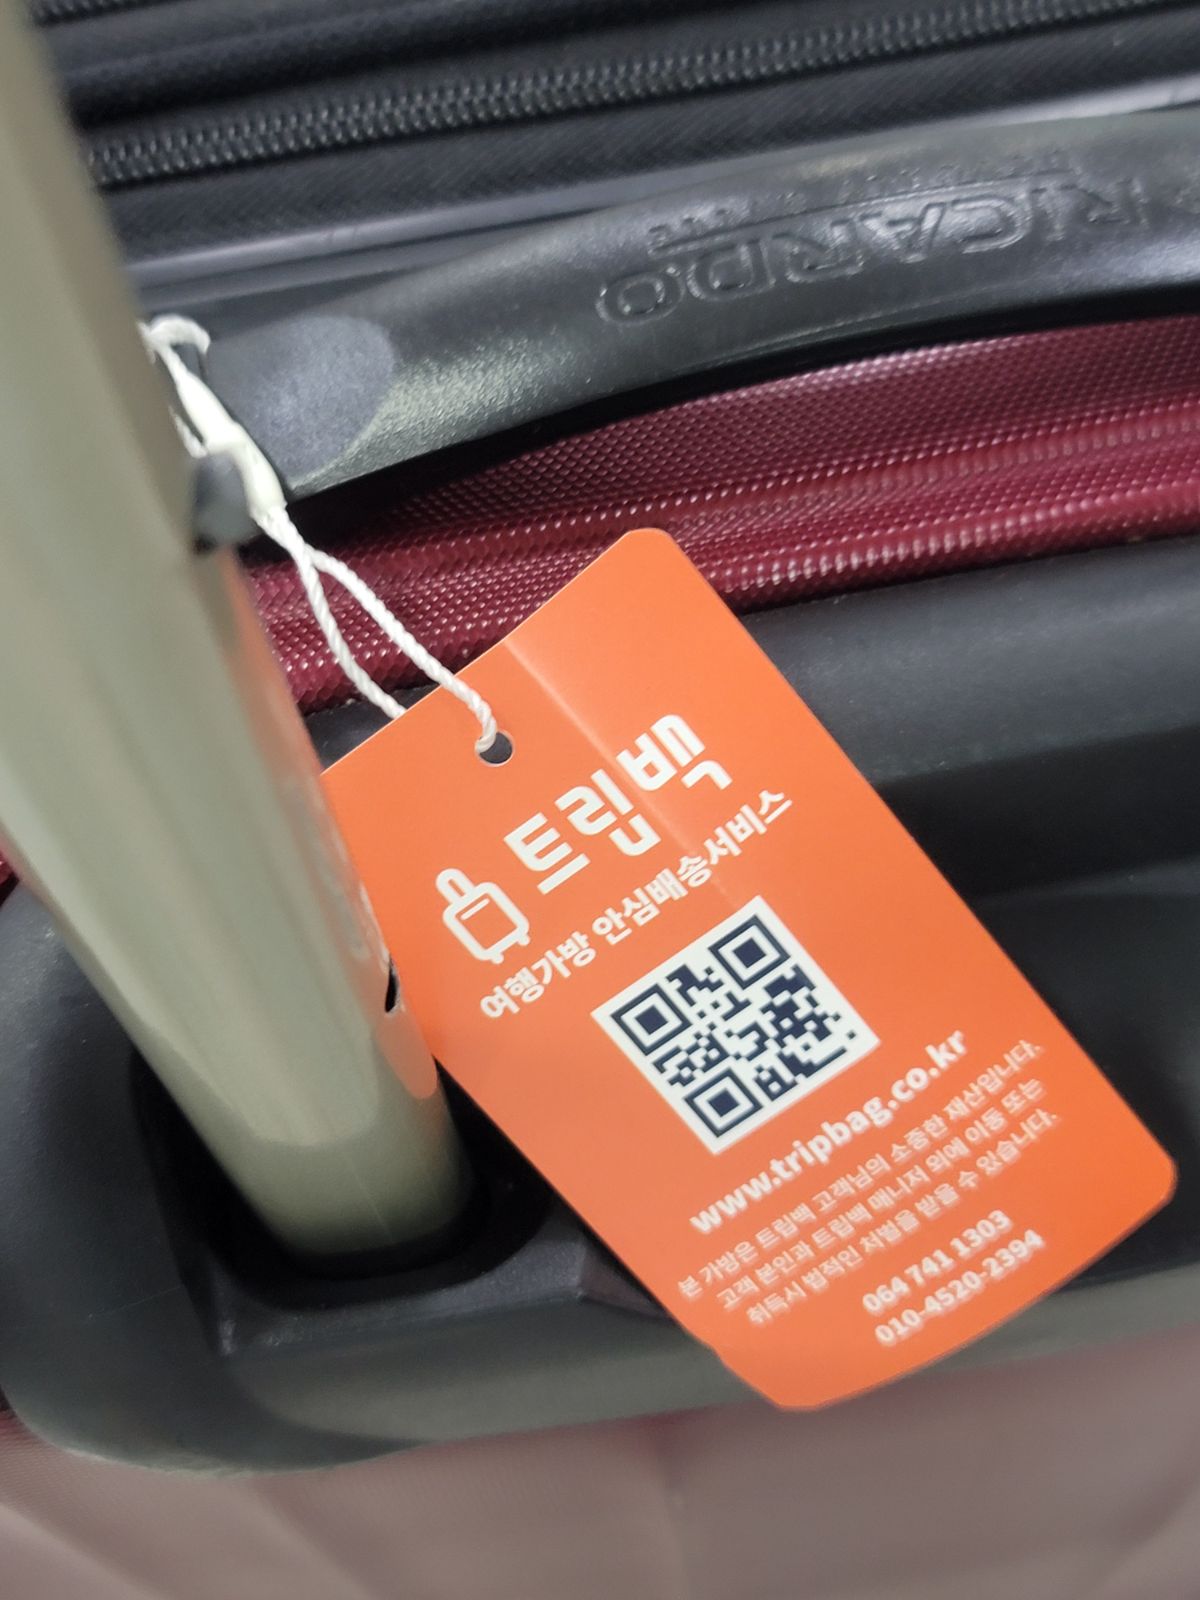 RICARDO
트립백
여행가방 안심배송서비스
www.tripbag.co.kr
본 가방은 트립백 고객님의 소중한 재산입니다.
고객 본인과 트립백 매니저 외에 이동 또는
취득시 법적인 처벌을 받을 수 있습니다.
064 741 1303
010-4520-2394